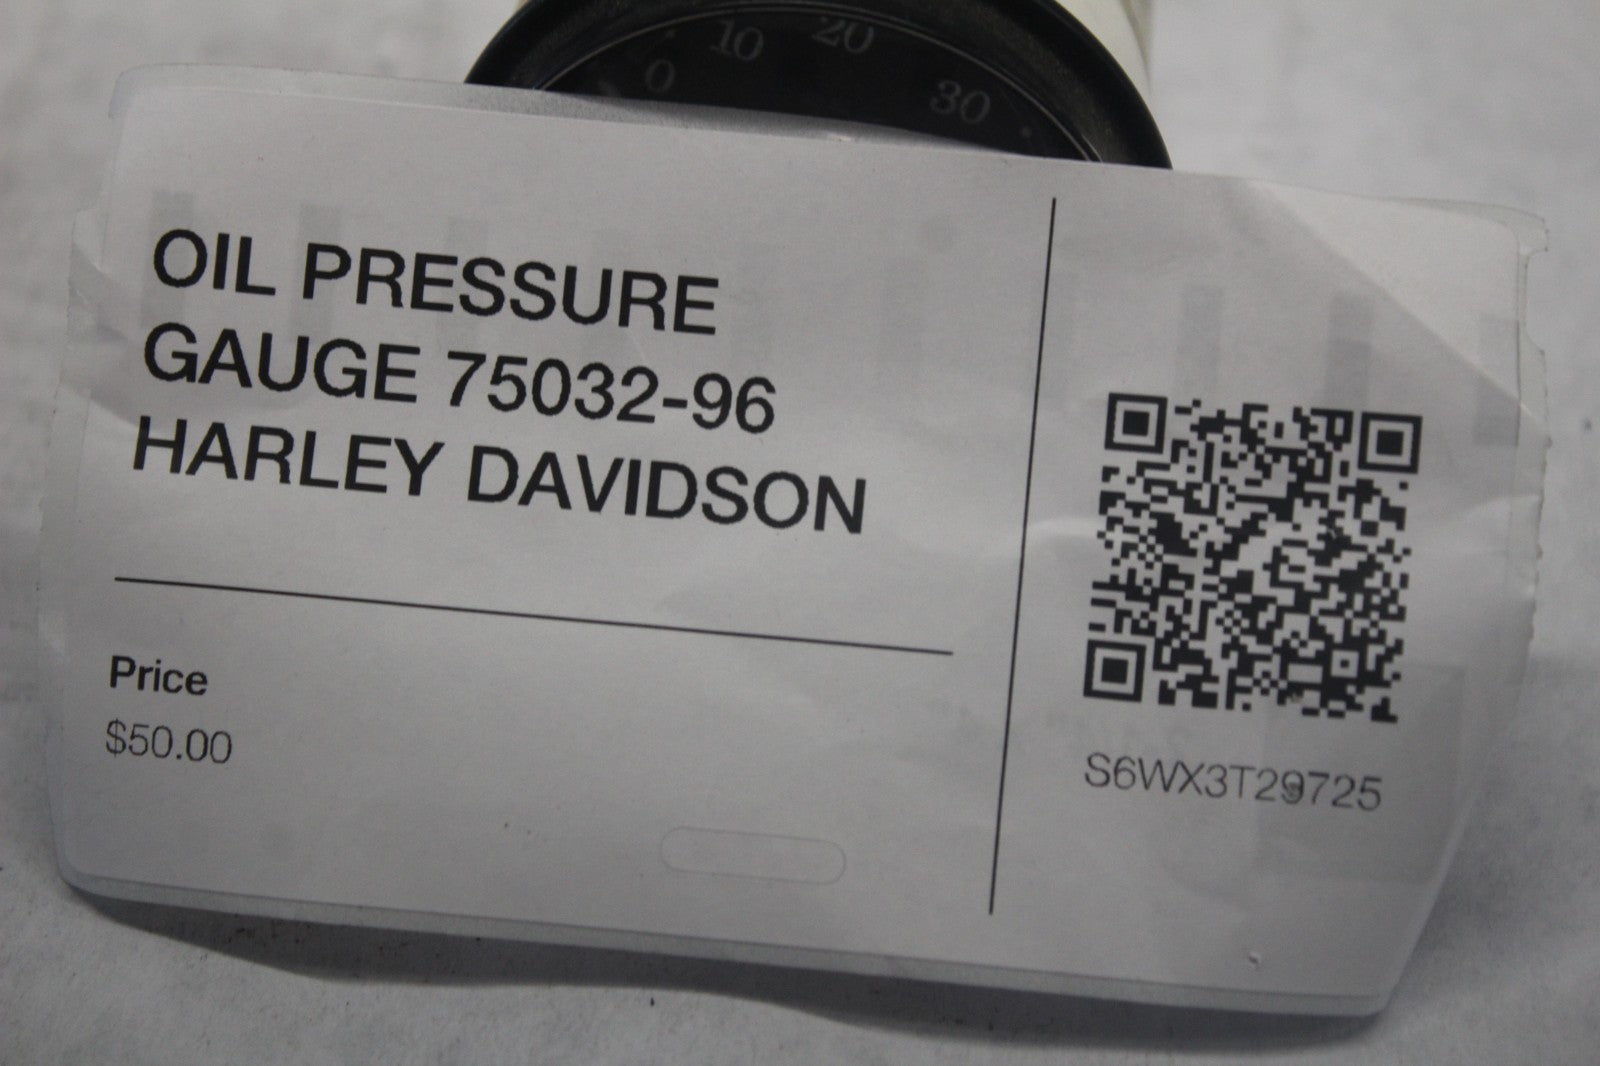 10 20
0 30
OIL PRESSURE
GAUGE 75032-96
HARLEY DAVIDSON
Price
$50.00
S6WX3T29725